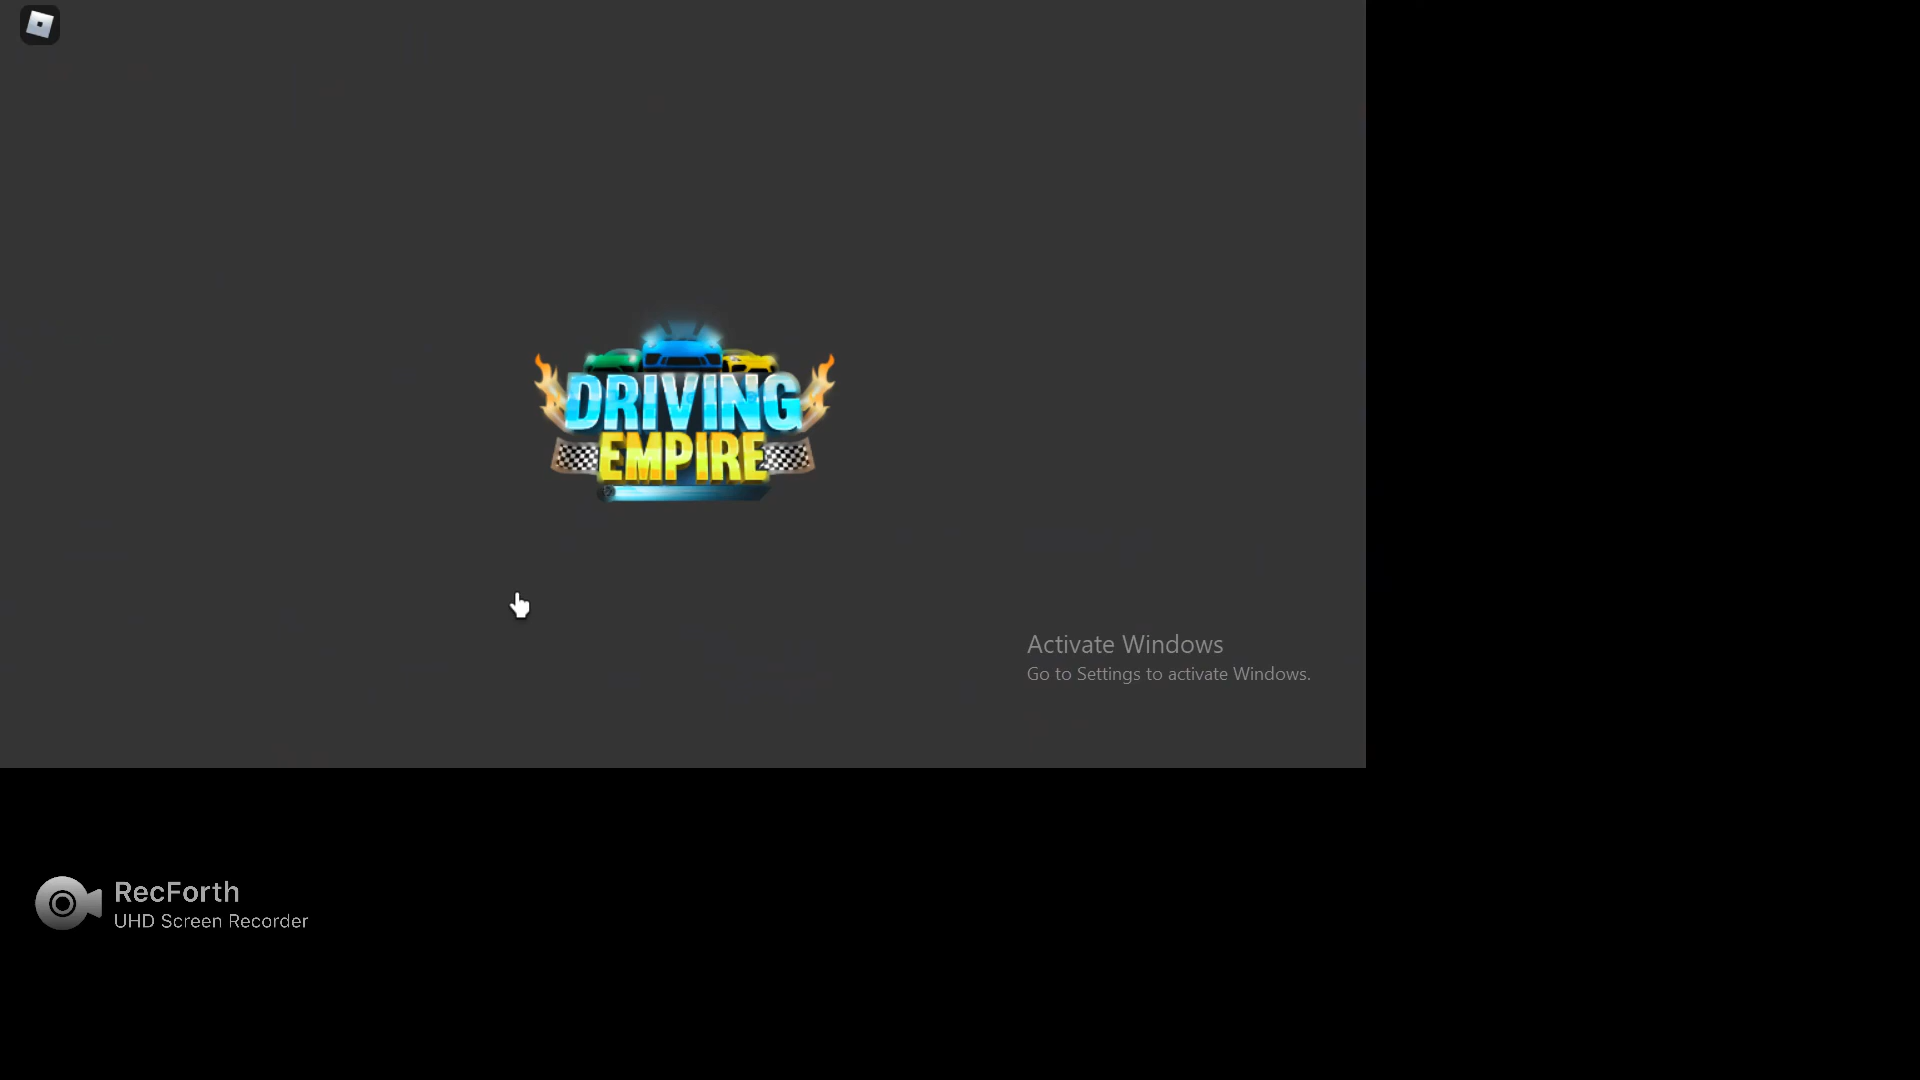 DRIVING
EMPIRE
Activate Windows
Go to Settings to activate Windows.
RecForth
UHD Screen Recorder